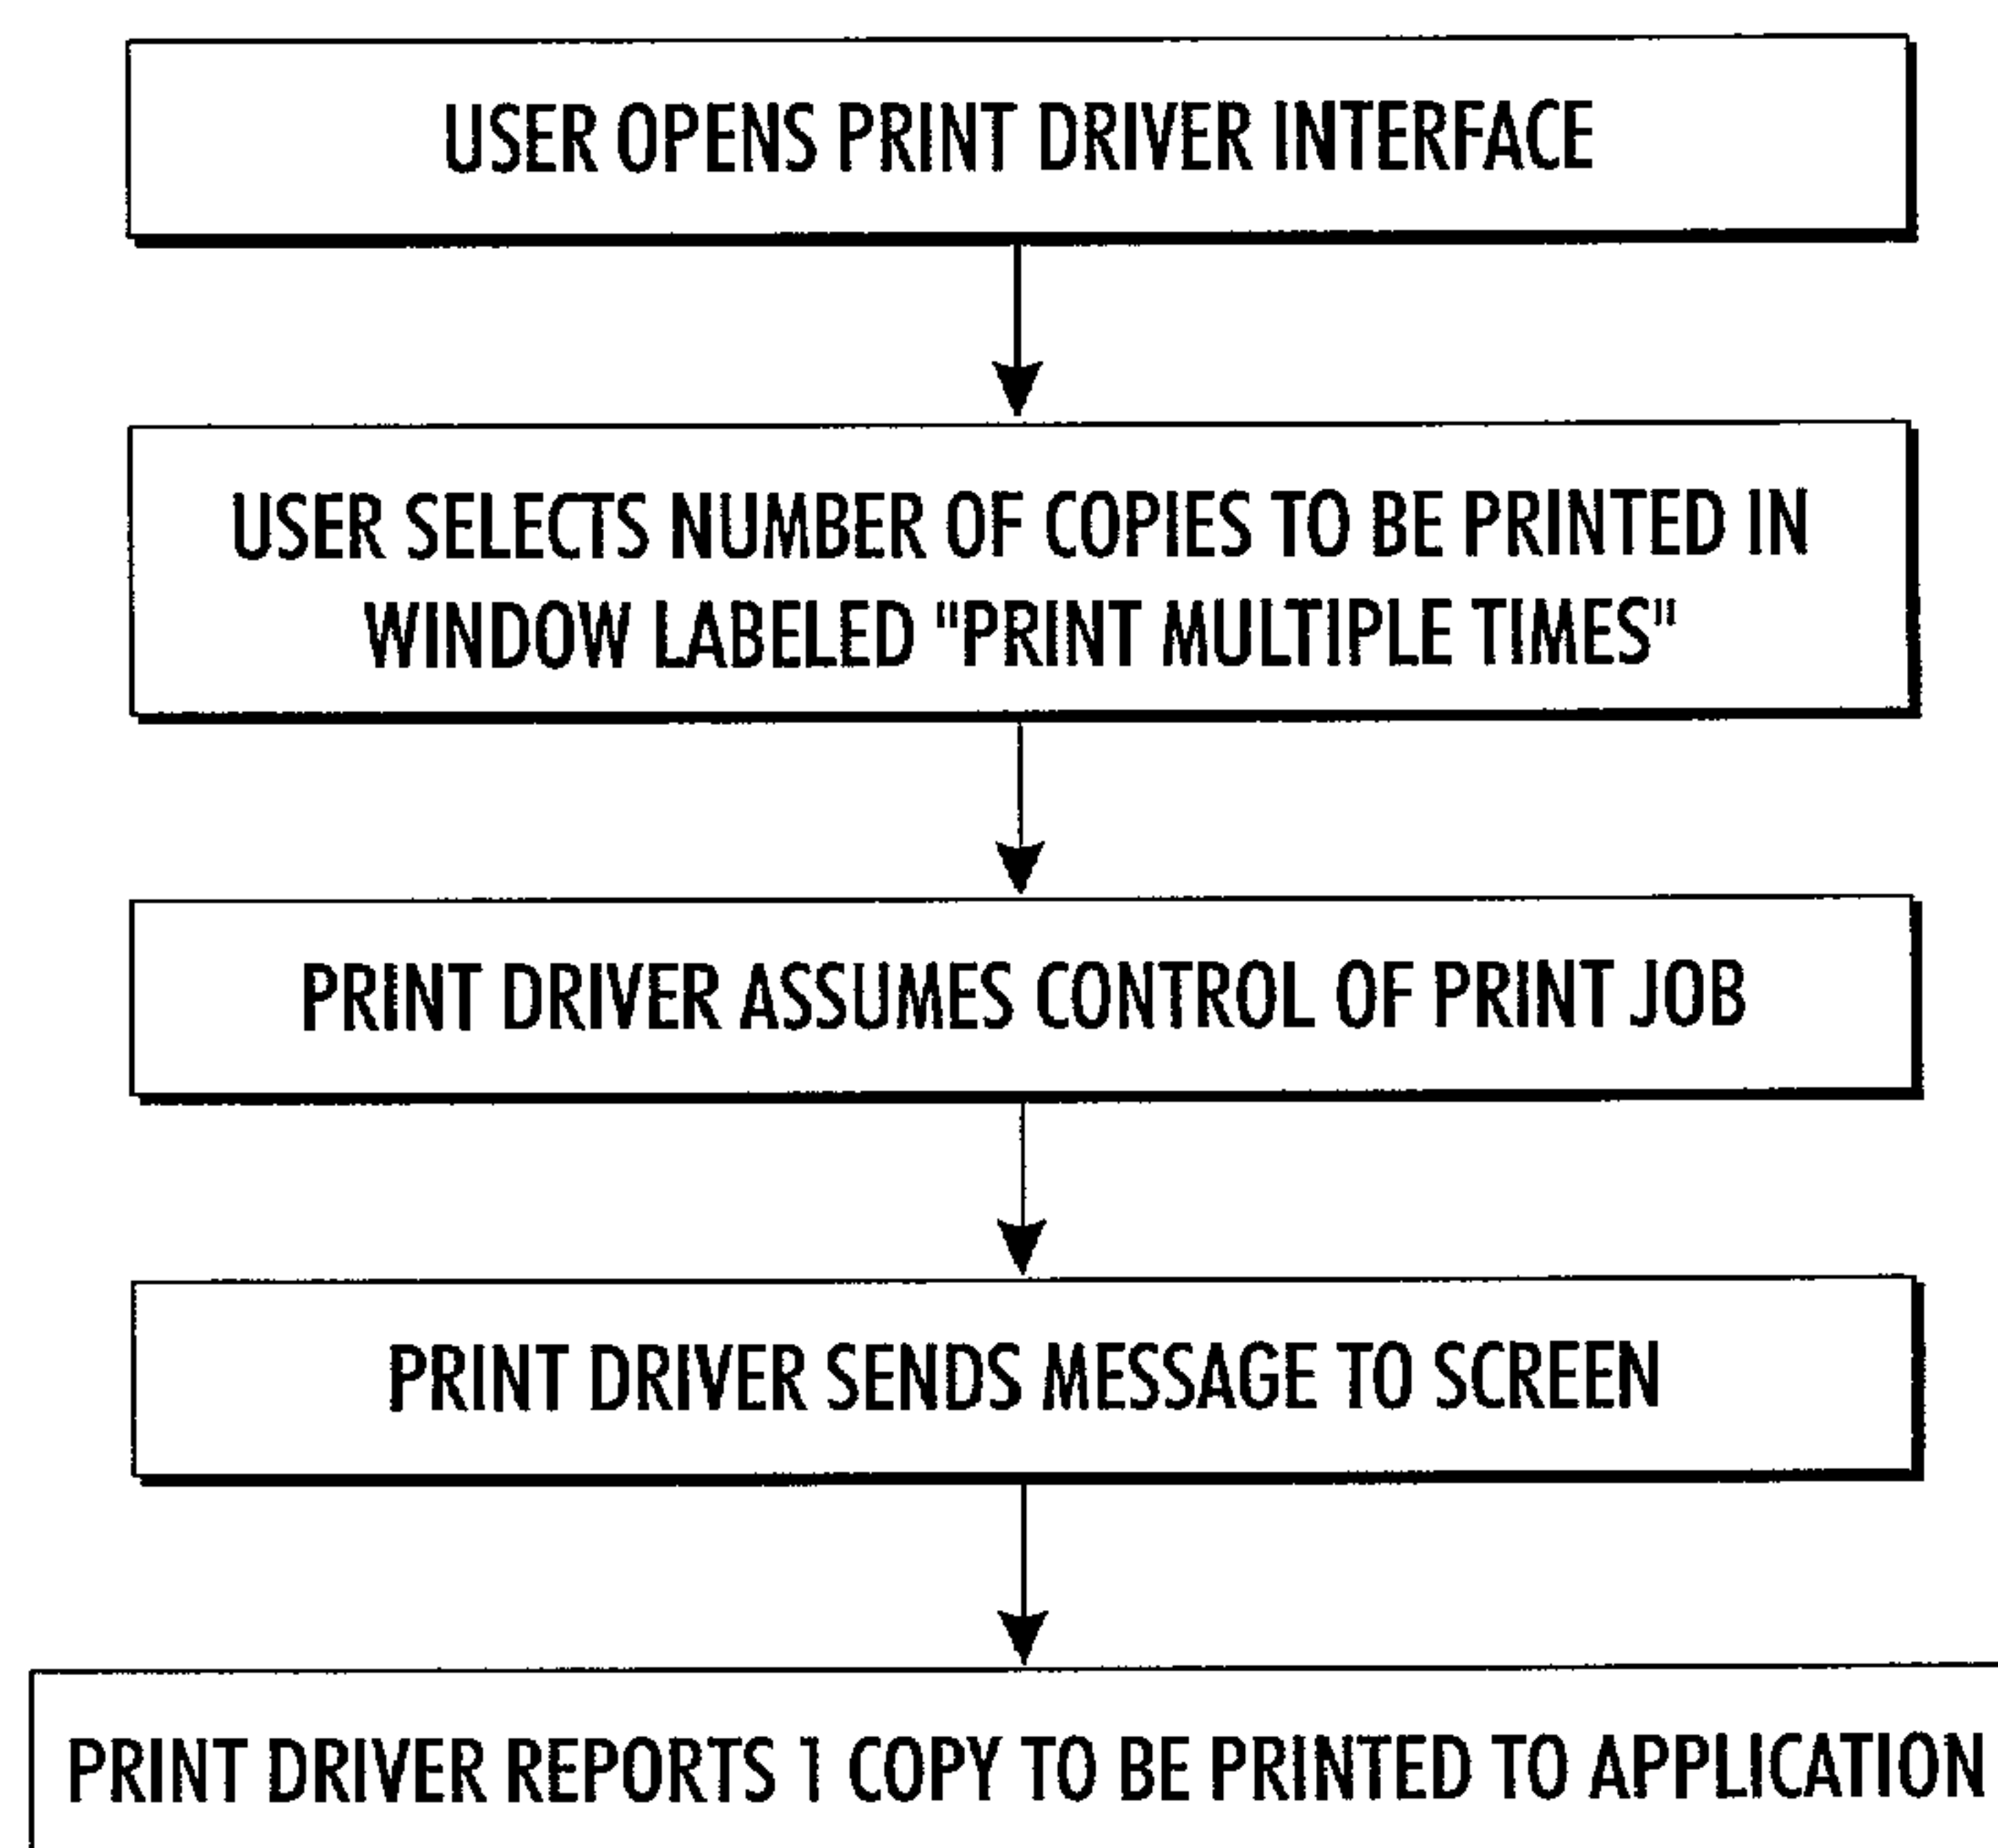 USER OPENS PRINT DRIVER INTERFACE
USER SELECTS NUMBER OF COPIES TO BE PRINTED IN
WINDOW LABELED "PRINT MULTIPLE TIMES"
PRINT DRIVER ASSUMES CONTROL OF PRINT JOB
PRINT DRIVER SENDS MESSAGE TO SCREEN
PRINT DRIVER REPORTS 1 COPY TO BE PRINTED TO APPLICATION